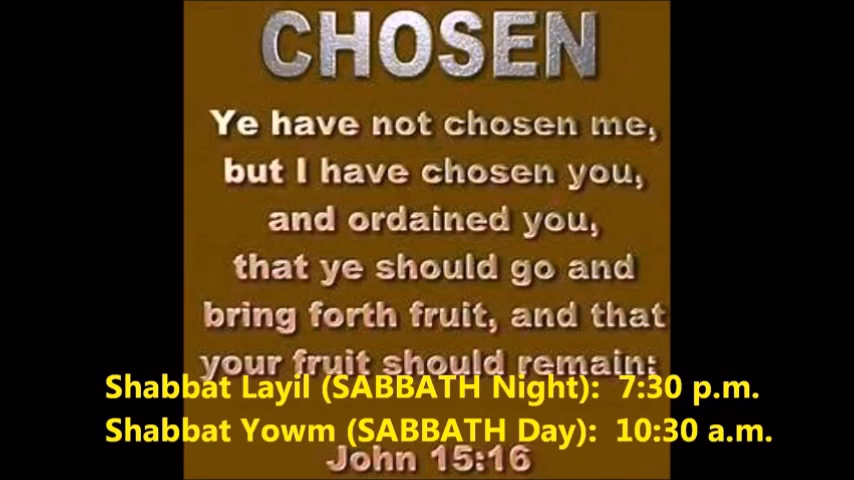 CHOSEN
Ye have not chosen me,
but I have chosen you,
and ordained you,
that ye should go and
bring forth fruit, and that
your fruit should remain:
Shabbat Layil (SABBATH Night):  7:30 p.m.
Shabbat Yowm (SABBATH Day):  10:30 a.m.
John 15:16